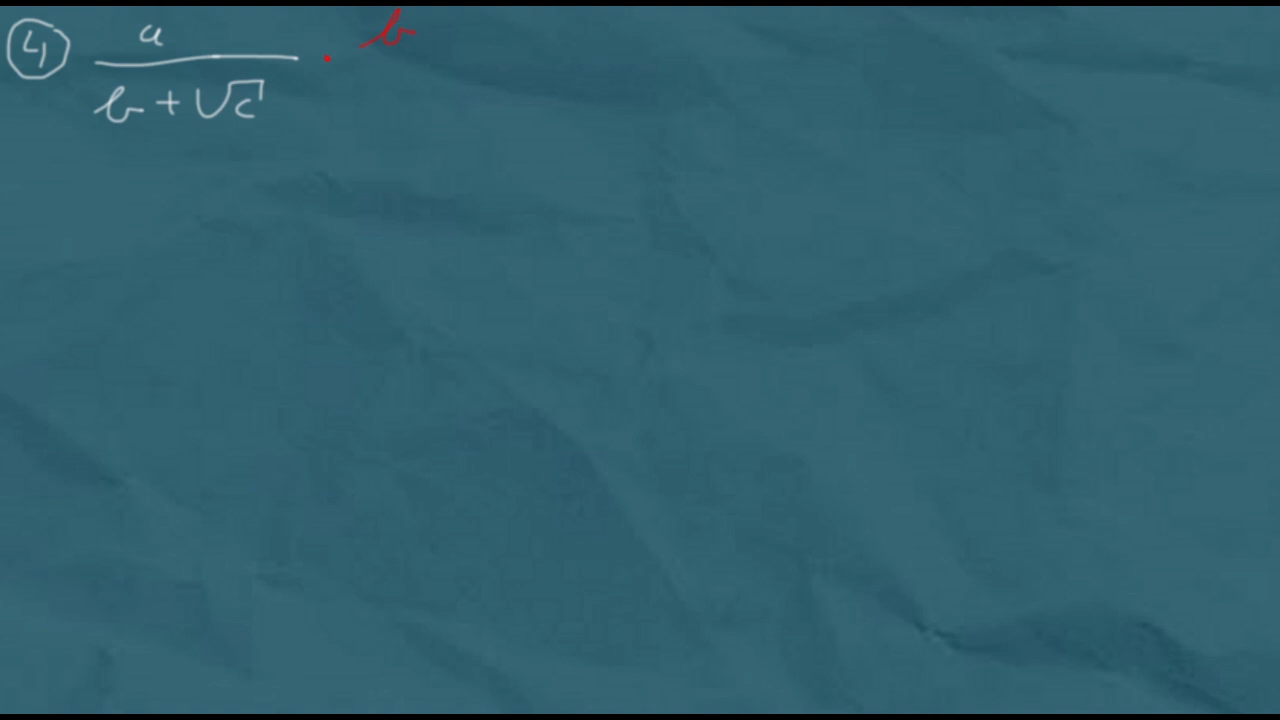 ④ a/(b + √c) · b